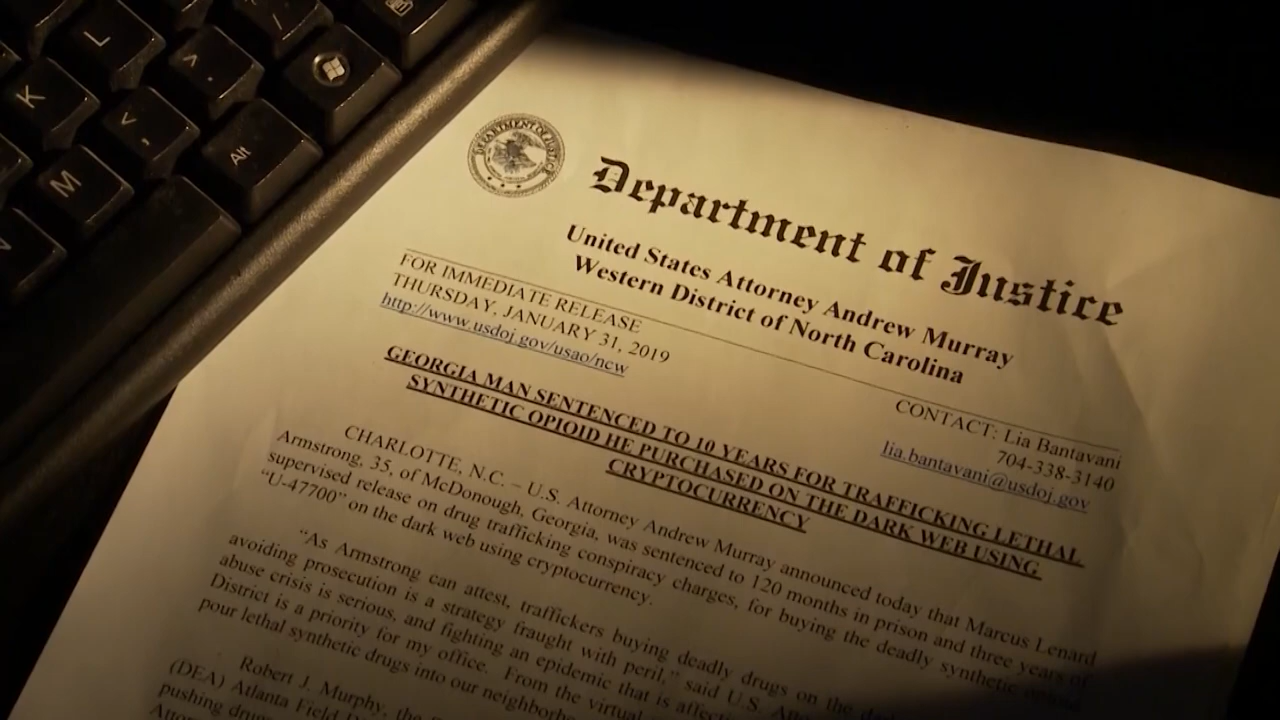 L
K
> .
< ,
M
Alt
DEPARTMENT OF JUSTICE
Department of Justice
United States Attorney Andrew Murray
Western District of North Carolina
FOR IMMEDIATE RELEASE
THURSDAY, JANUARY 31, 2019
http://www.usdoj.gov/usao/ncw
CONTACT: Lia Bantavani
704-338-3140
lia.bantavani@usdoj.gov
GEORGIA MAN SENTENCED TO 10 YEARS FOR TRAFFICKING LETHAL
SYNTHETIC OPIOID HE PURCHASED ON THE DARK WEB USING
CRYPTOCURRENCY
CHARLOTTE, N.C. – U.S. Attorney Andrew Murray announced today that Marcus Lenard
Armstrong, 35, of McDonough, Georgia, was sentenced to 120 months in prison and three years of
supervised release on drug trafficking conspiracy charges, for buying the deadly synthetic opioid
“U-47700” on the dark web using cryptocurrency.
“As Armstrong can attest, traffickers buying deadly drugs on the
avoiding prosecution is a strategy fraught with peril,” said U.S.
abuse crisis is serious, and fighting an epidemic that is
District is a priority for my office. From the virtual
pour lethal synthetic drugs into our
Robert J. Murphy, the
(DEA) Atlanta Field
pushing